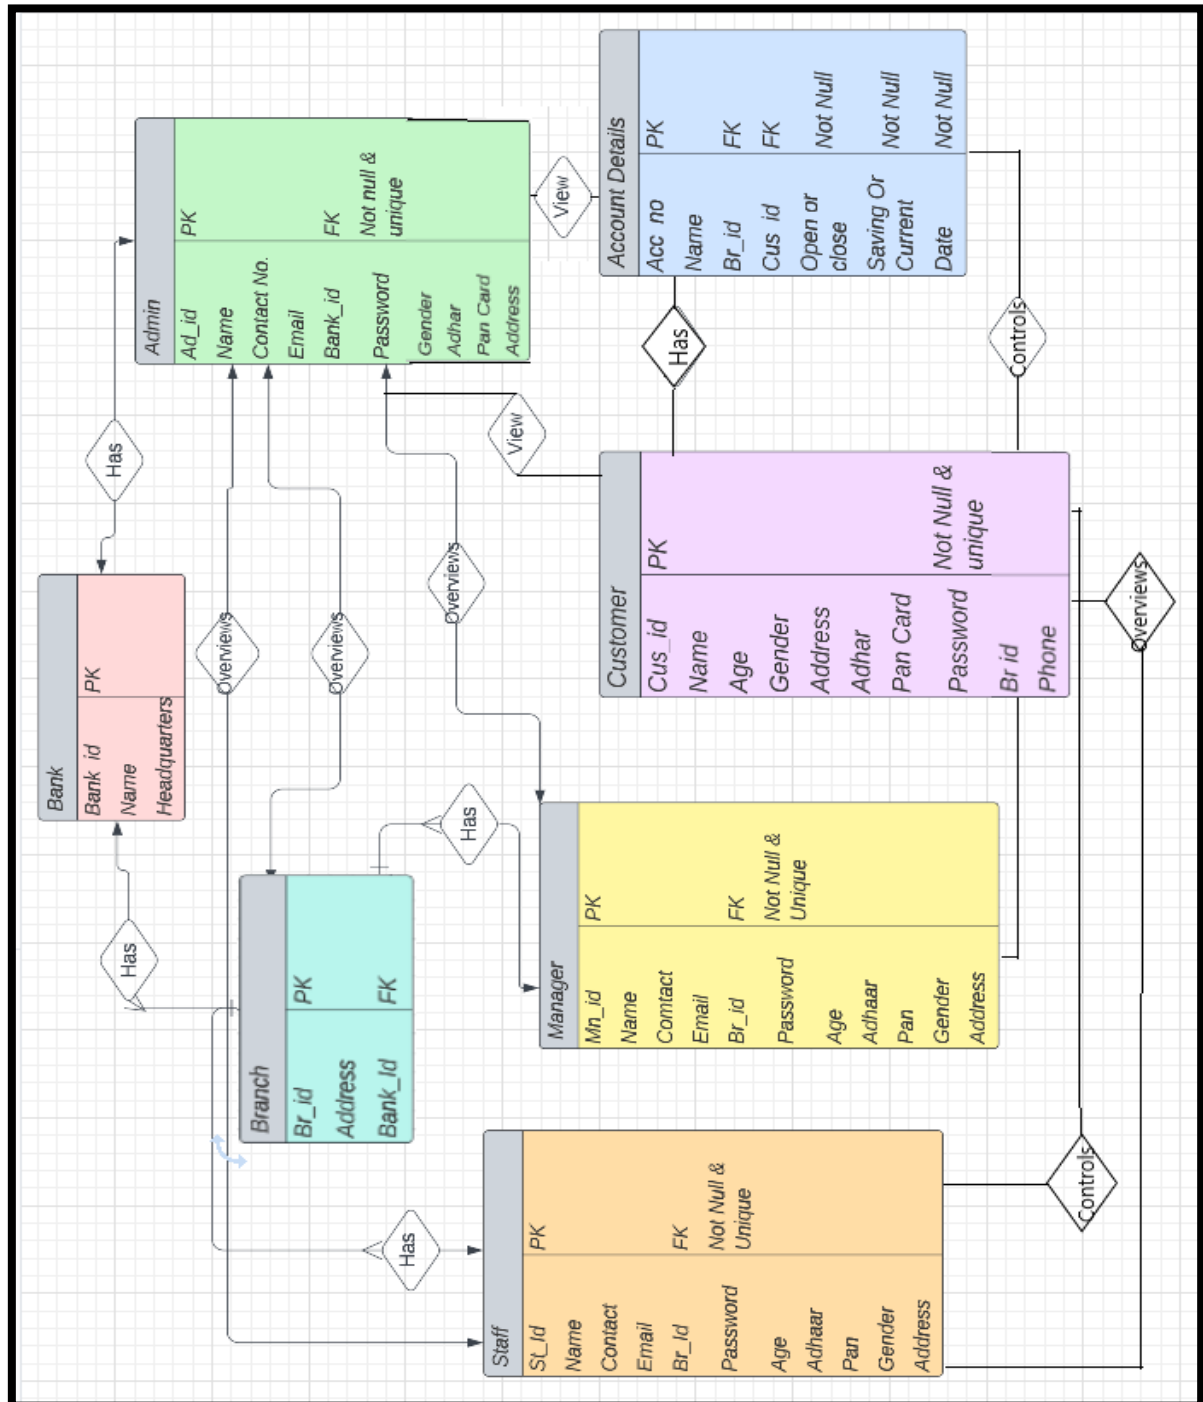 Bank
Bank_id PK
Name
Headquarters
Has
Has
Admin
Ad_id PK
Name
Contact No.
Email
Bank_id FK
Password Not null &
unique
Gender
Adhar
Pan Card
Address
Overviews
Overviews
Overviews
Branch
Br_id PK
Address
Bank_Id FK
Has
Has
View
View
Staff
St_Id PK
Name
Contact
Email
Br_Id FK
Password Not Null &
Unique
Age
Adhaar
Pan
Gender
Address
Manager
Mn_id PK
Name
Comtact
Email
Br_id FK
Password Not Null &
Unique
Age
Adhaar
Pan
Gender
Address
Customer
Cus_id PK
Name
Age
Gender
Address
Adhar
Pan Card
Password Not Null &
unique
Br id
Phone
Has
Account Details
Acc no PK
Name
Br_id FK
Cus id FK
Open or
close Not Null
Saving Or
Current Not Null
Date Not Null
Controls
Controls
Overviews